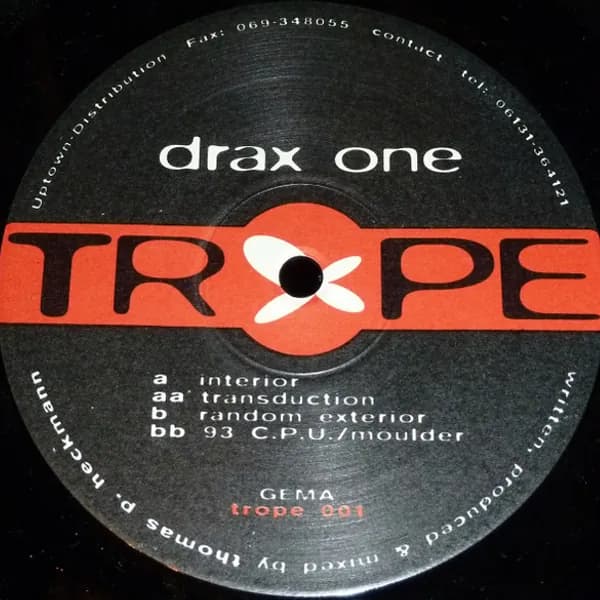 Uptown-Distribution Fax: 069-348055 contact tel: 06131-364121
drax one
TROPE
a interior
aa transduction
b random exterior
bb 93 C.P.U./moulder
GEMA
trope 001
written, produced & mixed by thomas p. heckmann